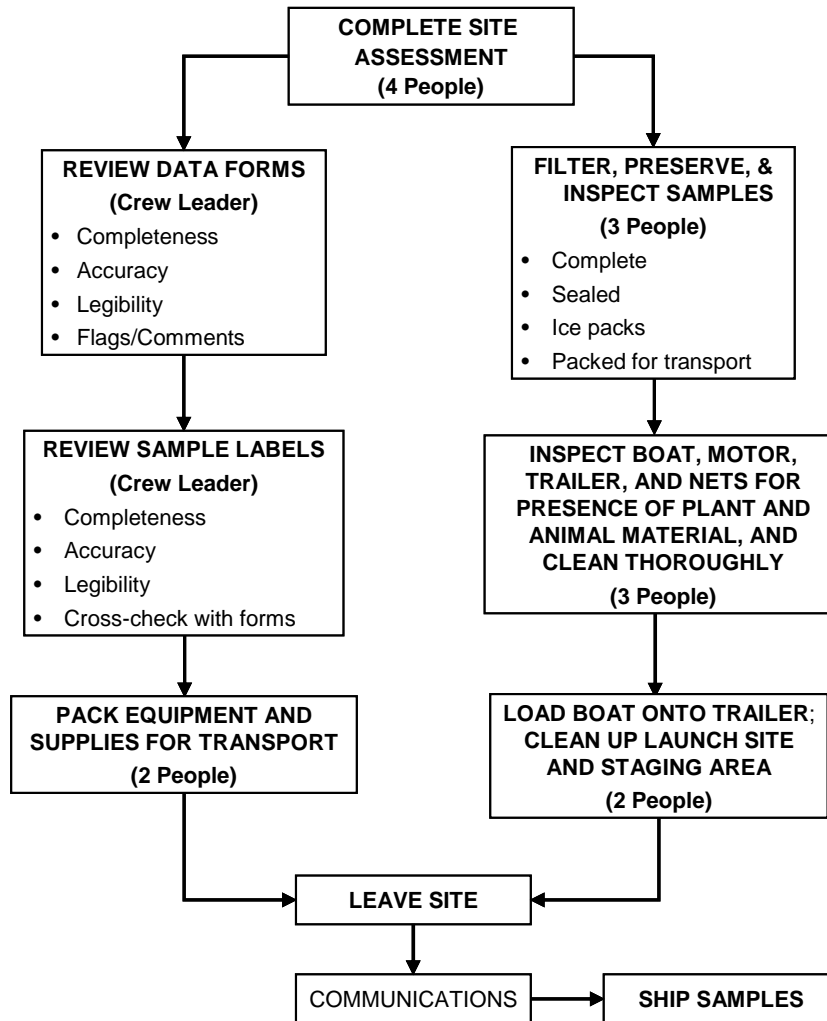 COMPLETE SITE
ASSESSMENT
(4 People)
REVIEW DATA FORMS
(Crew Leader)
• Completeness
• Accuracy
• Legibility
• Flags/Comments
FILTER, PRESERVE, &
INSPECT SAMPLES
(3 People)
• Complete
• Sealed
• Ice packs
• Packed for transport
REVIEW SAMPLE LABELS
(Crew Leader)
• Completeness
• Accuracy
• Legibility
• Cross-check with forms
INSPECT BOAT, MOTOR,
TRAILER, AND NETS FOR
PRESENCE OF PLANT AND
ANIMAL MATERIAL, AND
CLEAN THOROUGHLY
(3 People)
PACK EQUIPMENT AND
SUPPLIES FOR TRANSPORT
(2 People)
LOAD BOAT ONTO TRAILER;
CLEAN UP LAUNCH SITE
AND STAGING AREA
(2 People)
LEAVE SITE
COMMUNICATIONS
SHIP SAMPLES